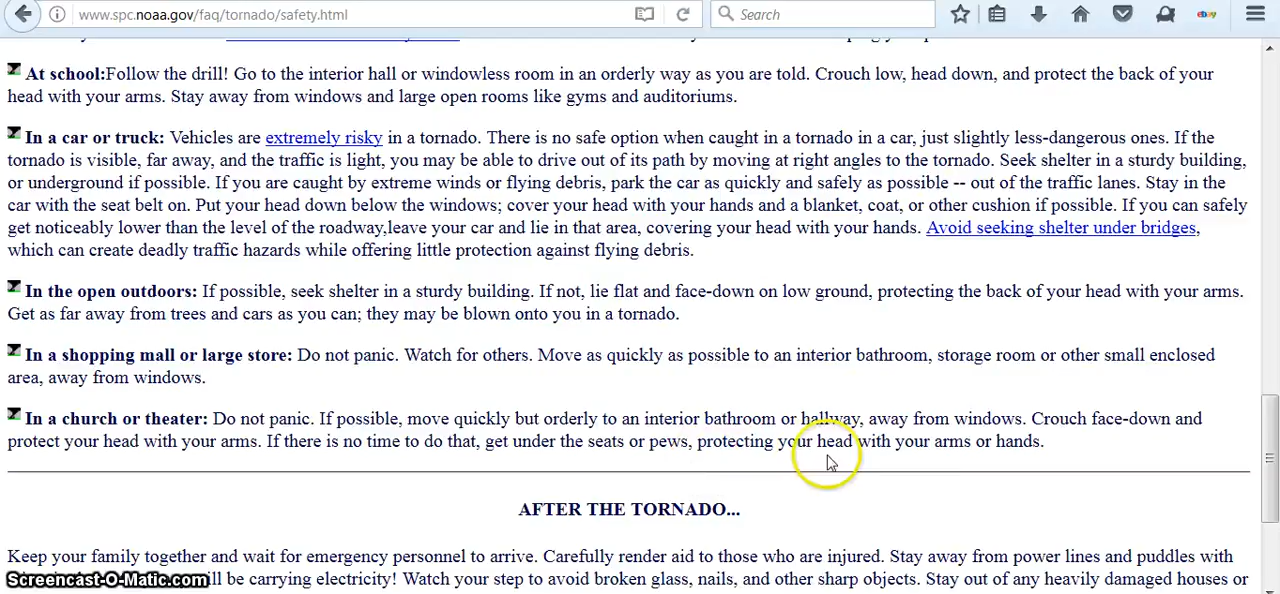 www.spc.noaa.gov/faq/tornado/safety.html
Search
ebay
At school:Follow the drill! Go to the interior hall or windowless room in an orderly way as you are told. Crouch low, head down, and protect the back of your
head with your arms. Stay away from windows and large open rooms like gyms and auditoriums.
In a car or truck: Vehicles are extremely risky in a tornado. There is no safe option when caught in a tornado in a car, just slightly less-dangerous ones. If the
tornado is visible, far away, and the traffic is light, you may be able to drive out of its path by moving at right angles to the tornado. Seek shelter in a sturdy building,
or underground if possible. If you are caught by extreme winds or flying debris, park the car as quickly and safely as possible -- out of the traffic lanes. Stay in the
car with the seat belt on. Put your head down below the windows; cover your head with your hands and a blanket, coat, or other cushion if possible. If you can safely
get noticeably lower than the level of the roadway,leave your car and lie in that area, covering your head with your hands. Avoid seeking shelter under bridges,
which can create deadly traffic hazards while offering little protection against flying debris.
In the open outdoors: If possible, seek shelter in a sturdy building. If not, lie flat and face-down on low ground, protecting the back of your head with your arms.
Get as far away from trees and cars as you can; they may be blown onto you in a tornado.
In a shopping mall or large store: Do not panic. Watch for others. Move as quickly as possible to an interior bathroom, storage room or other small enclosed
area, away from windows.
In a church or theater: Do not panic. If possible, move quickly but orderly to an interior bathroom or hallway, away from windows. Crouch face-down and
protect your head with your arms. If there is no time to do that, get under the seats or pews, protecting your head with your arms or hands.
AFTER THE TORNADO...
Keep your family together and wait for emergency personnel to arrive. Carefully render aid to those who are injured. Stay away from power lines and puddles with
Screencast-O-Matic.com ll be carrying electricity! Watch your step to avoid broken glass, nails, and other sharp objects. Stay out of any heavily damaged houses or